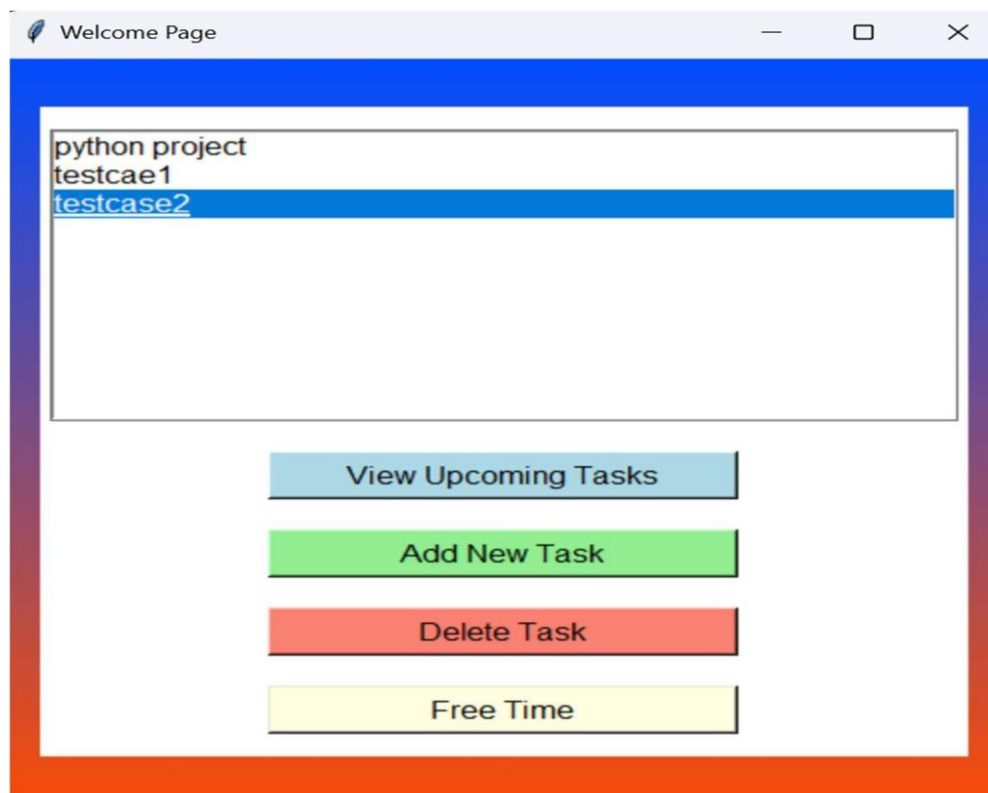 Welcome Page
python project
testcae1
testcase2
View Upcoming Tasks
Add New Task
Delete Task
Free Time